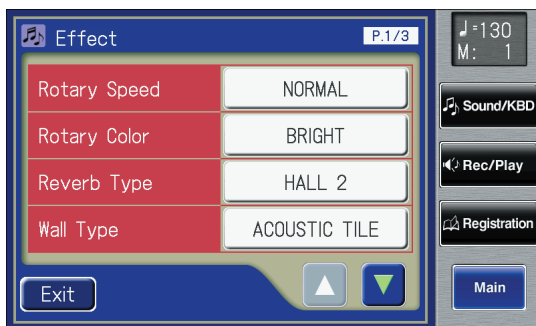 Effect P.1/3
Rotary Speed NORMAL
Rotary Color BRIGHT
Reverb Type HALL 2
Wall Type ACOUSTIC TILE
Exit
♩=130
M: 1
Sound/KBD
Rec/Play
Registration
Main